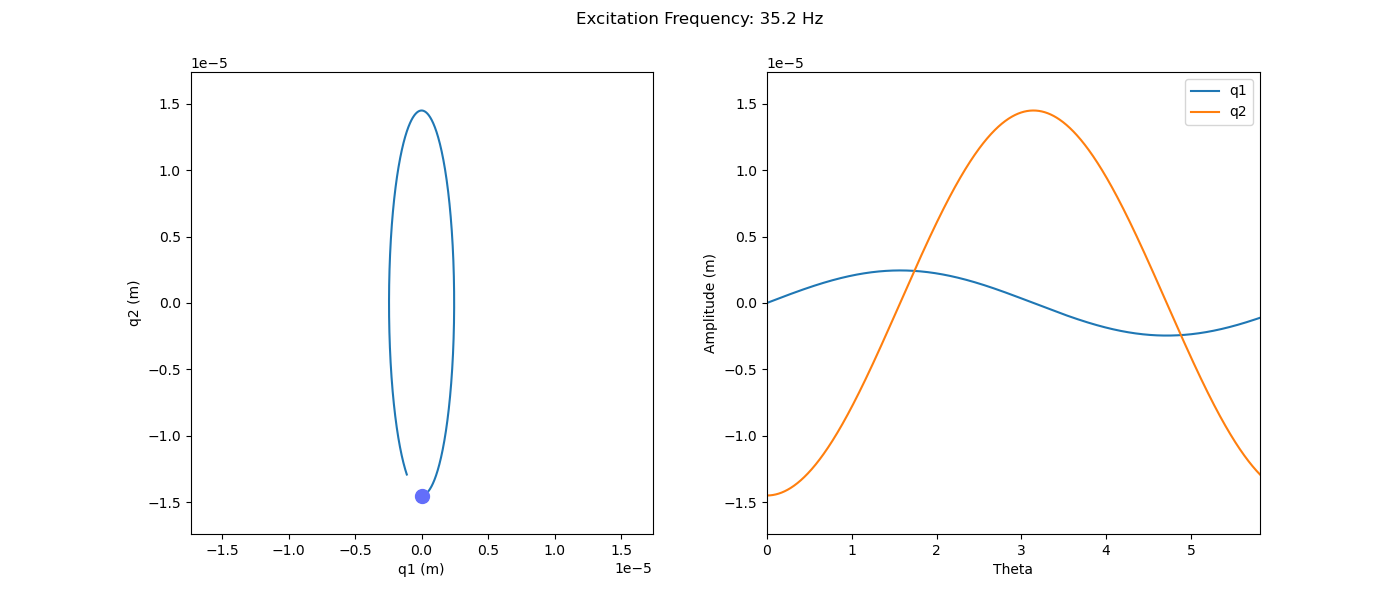 Excitation Frequency: 35.2 Hz
1e−5
1.5
1.0
0.5
0.0
−0.5
−1.0
−1.5
q2 (m)
−1.5 −1.0 −0.5 0.0 0.5 1.0 1.5
q1 (m)
1e−5
1e−5
1.5
1.0
0.5
0.0
−0.5
−1.0
−1.5
Amplitude (m)
q1
q2
0 1 2 3 4 5
Theta